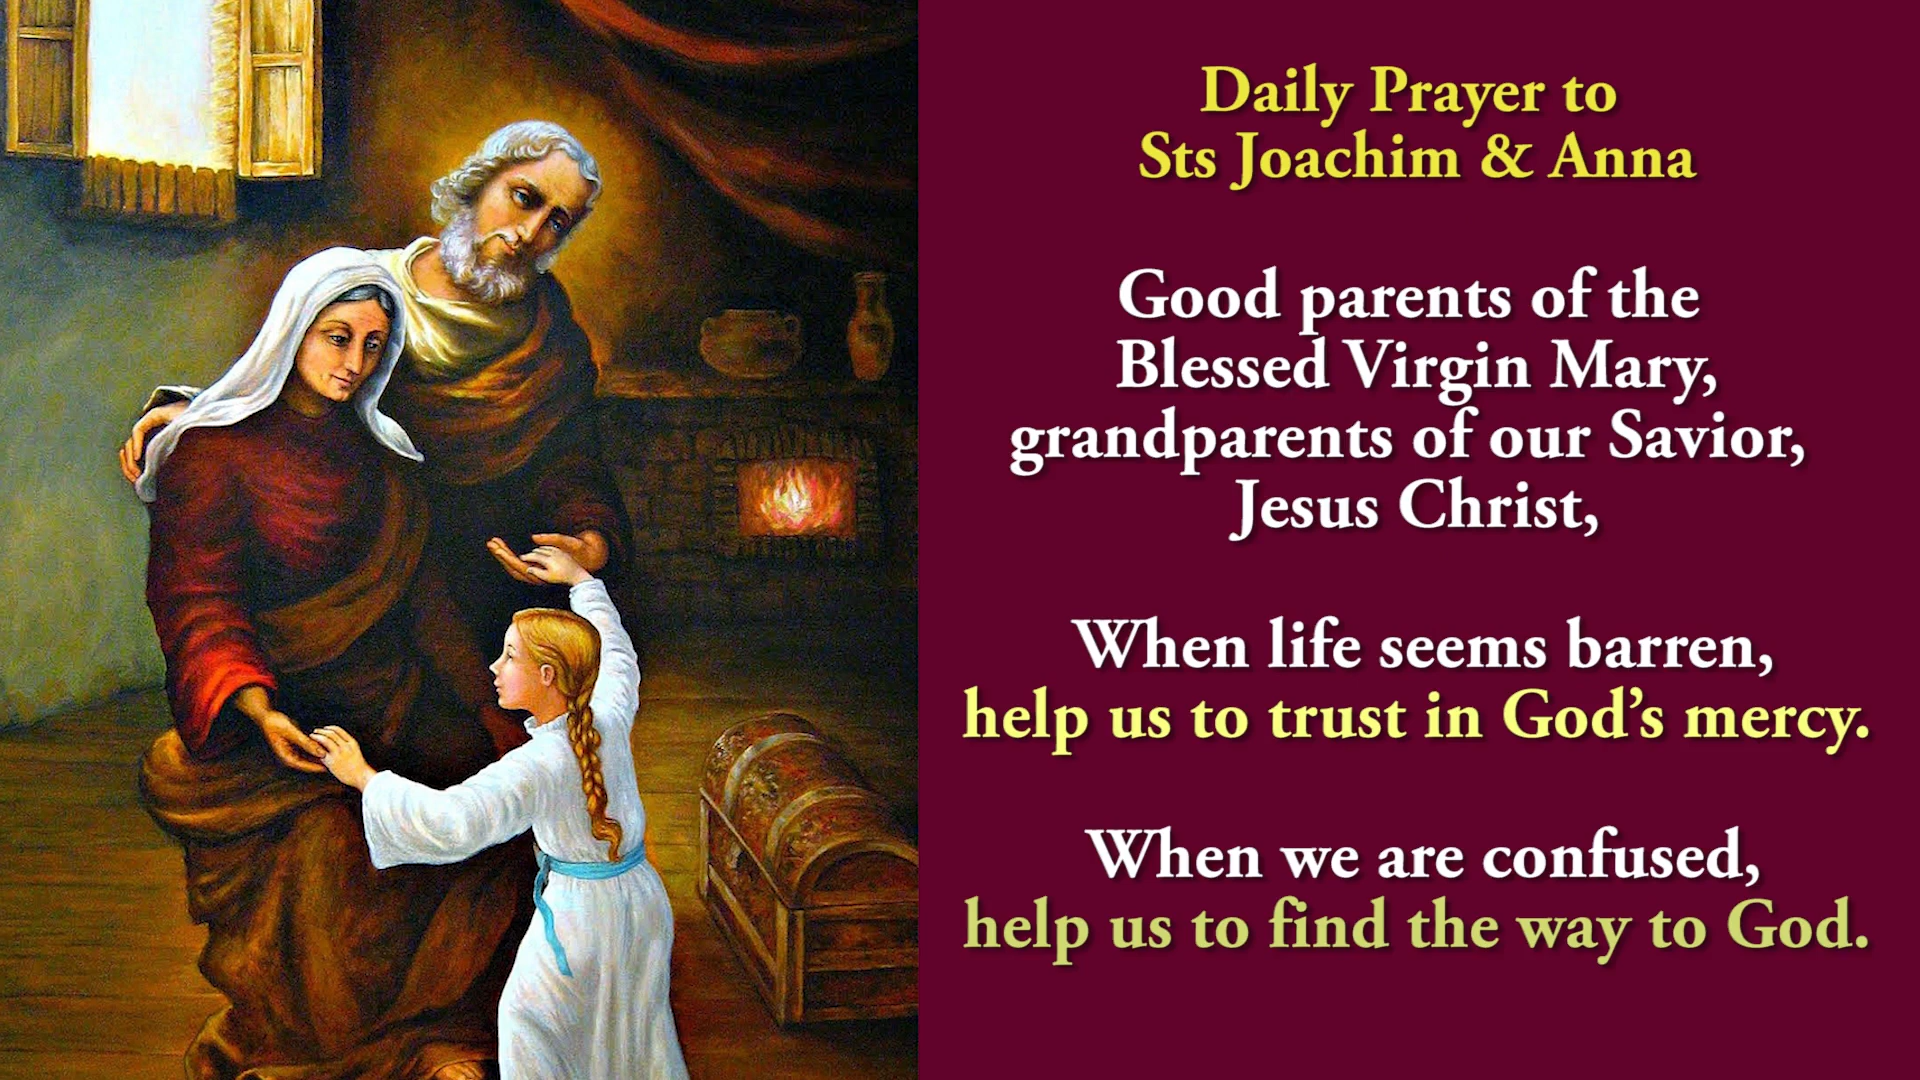 Daily Prayer to
Sts Joachim & Anna
Good parents of the
Blessed Virgin Mary,
grandparents of our Savior,
Jesus Christ,
When life seems barren,
help us to trust in God’s mercy.
When we are confused,
help us to find the way to God.